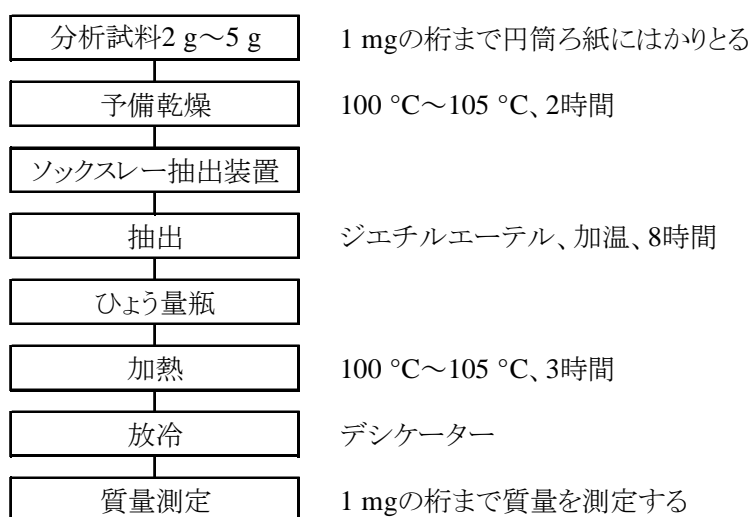 分析試料2 g～5 g 1 mgの桁まで円筒ろ紙にはかりとる
予備乾燥 100 °C～105 °C、2時間
ソックスレー抽出装置
抽出 ジエチルエーテル、加温、8時間
ひょう量瓶
加熱 100 °C～105 °C、3時間
放冷 デシケーター
質量測定 1 mgの桁まで質量を測定する